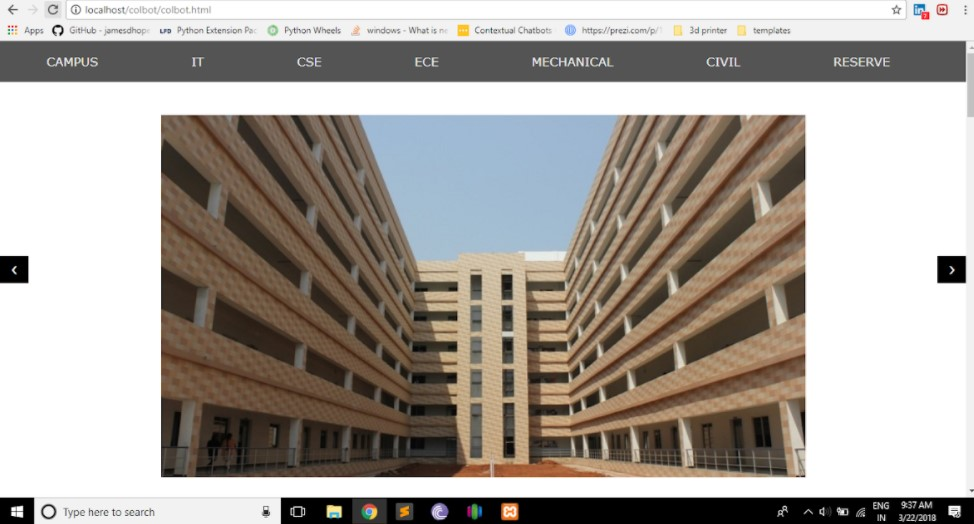 localhost/colbot/colbot.html
Apps GitHub - jamesdhope LFD Python Extension Pac Python Wheels windows - What is n Contextual Chatbots https://prezi.com/p/1 3d printer templates
CAMPUS IT CSE ECE MECHANICAL CIVIL RESERVE
Type here to search
ENG 9:37 AM
IN 3/22/2018